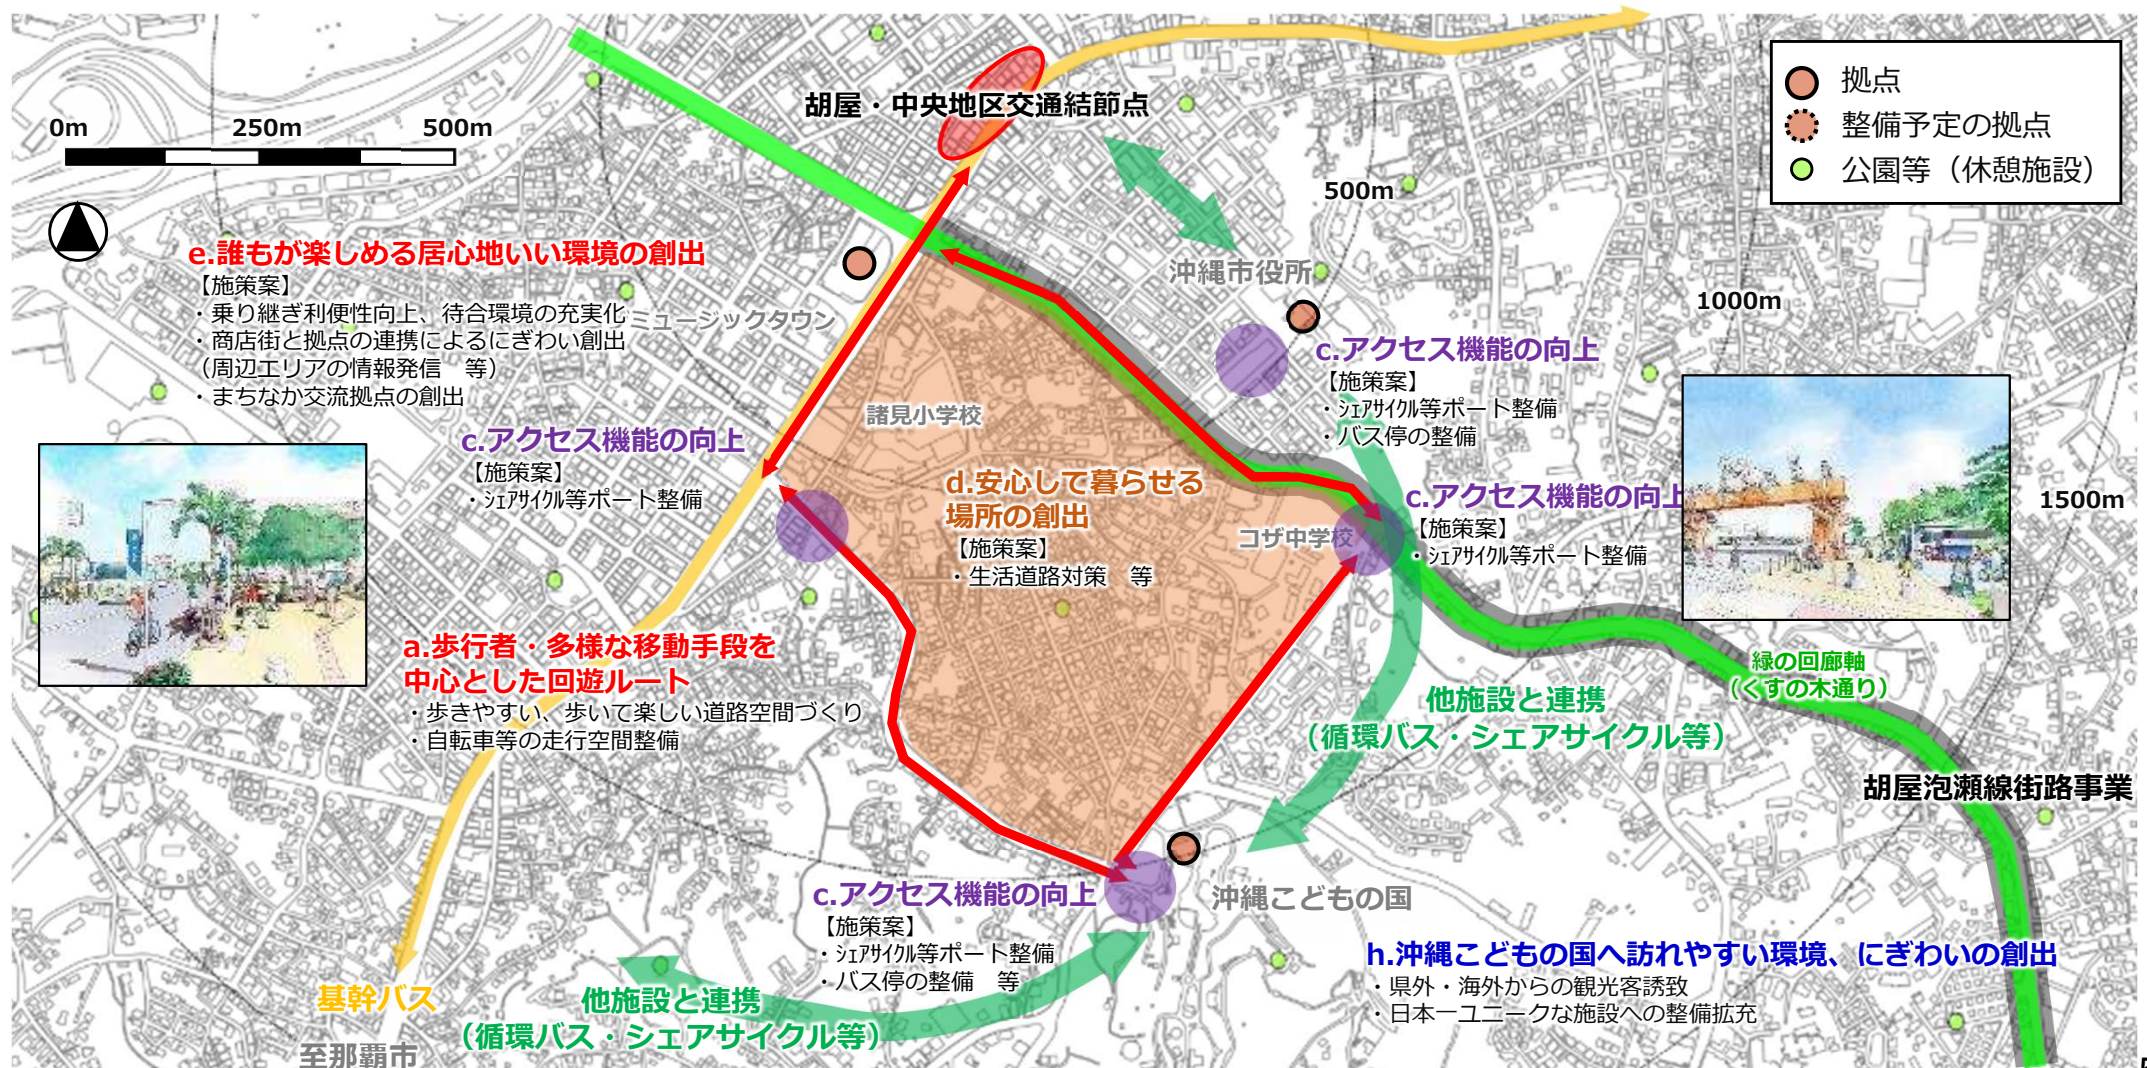 胡屋・中央地区交通結節点
0m 250m 500m
拠点
整備予定の拠点
公園等（休憩施設）
500m
1000m
1500m
e.誰もが楽しめる居心地いい環境の創出
【施策案】
・乗り継ぎ利便性向上、待合環境の充実化
・商店街と拠点の連携によるにぎわい創出
（周辺エリアの情報発信　等）
・まちなか交流拠点の創出
ミュージックタウン
沖縄市役所
c.アクセス機能の向上
【施策案】
・ｼｪｱｻｲｸﾙ等ポート整備
・バス停の整備
諸見小学校
c.アクセス機能の向上
【施策案】
・ｼｪｱｻｲｸﾙ等ポート整備
d.安心して暮らせる
場所の創出
【施策案】
・生活道路対策　等
コザ中学校
c.アクセス機能の向上
【施策案】
・ｼｪｱｻｲｸﾙ等ポート整備
a.歩行者・多様な移動手段を
中心とした回遊ルート
・歩きやすい、歩いて楽しい道路空間づくり
・自転車等の走行空間整備
緑の回廊軸
（くすの木通り）
他施設と連携
（循環バス・シェアサイクル等）
胡屋泡瀬線街路事業
c.アクセス機能の向上
【施策案】
・ｼｪｱｻｲｸﾙ等ポート整備
・バス停の整備　等
沖縄こどもの国
h.沖縄こどもの国へ訪れやすい環境、にぎわいの創出
・県外・海外からの観光客誘致
・日本一ユニークな施設への整備拡充
基幹バス
他施設と連携
（循環バス・シェアサイクル等）
至那覇市